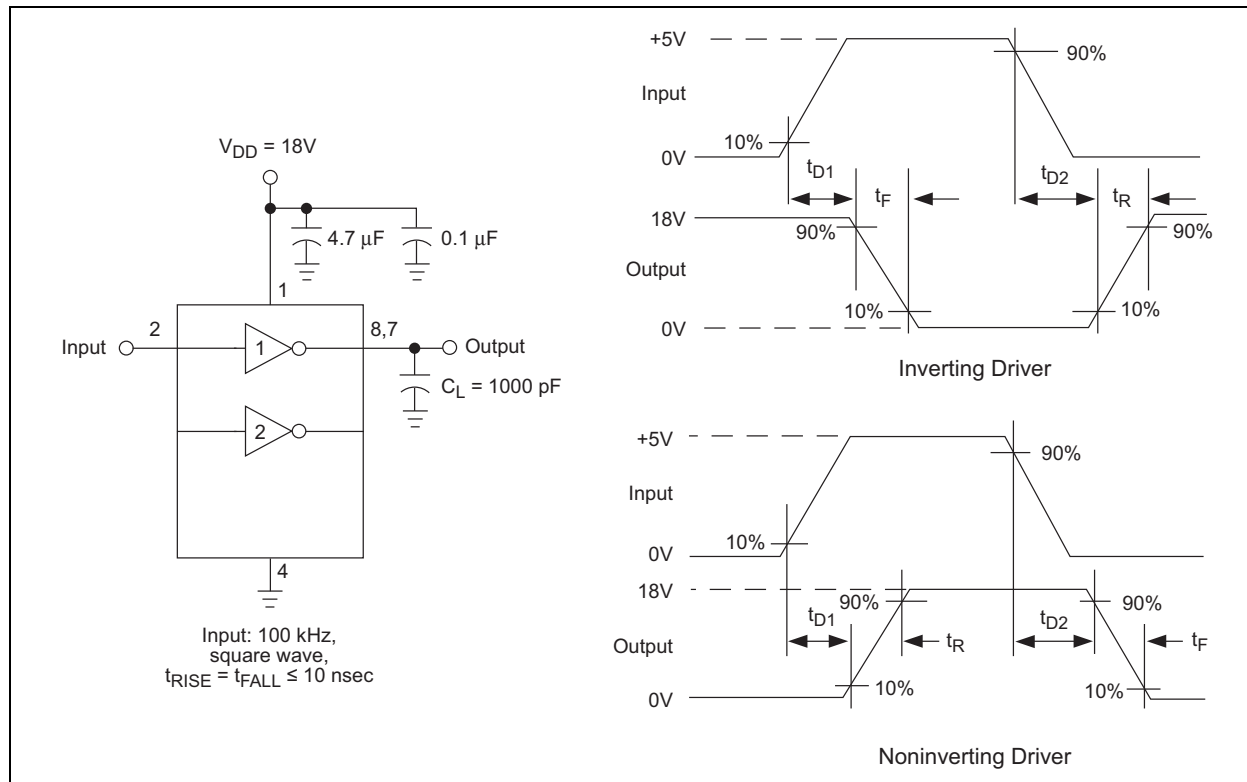 V_DD = 18V
4.7 μF
0.1 μF
1
2
8,7
Input
1
Output
C_L = 1000 pF
2
4
Input: 100 kHz,
square wave,
t_RISE = t_FALL ≤ 10 nsec
+5V
90%
Input
10%
0V
t_D1
t_F
t_D2
t_R
18V
90%
90%
Output
10%
10%
0V
Inverting Driver
+5V
90%
Input
10%
0V
18V
90%
90%
t_D1
t_R
t_D2
t_F
Output
10%
10%
0V
Noninverting Driver